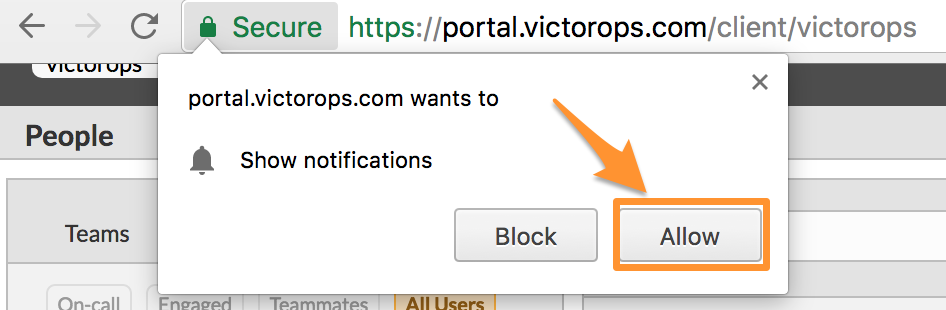 Secure https://portal.victorops.com/client/victorops
victorops
portal.victorops.com wants to
People
Show notifications
Teams
Block Allow
On-call Engaged Teammates All Users